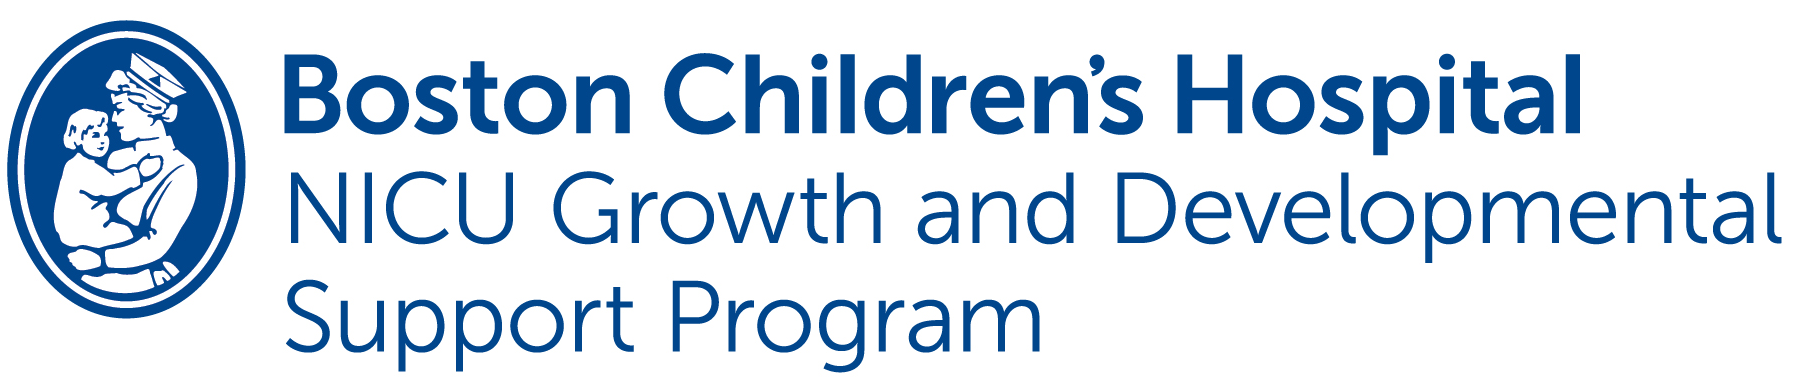 Boston Children’s Hospital
NICU Growth and Developmental
Support Program